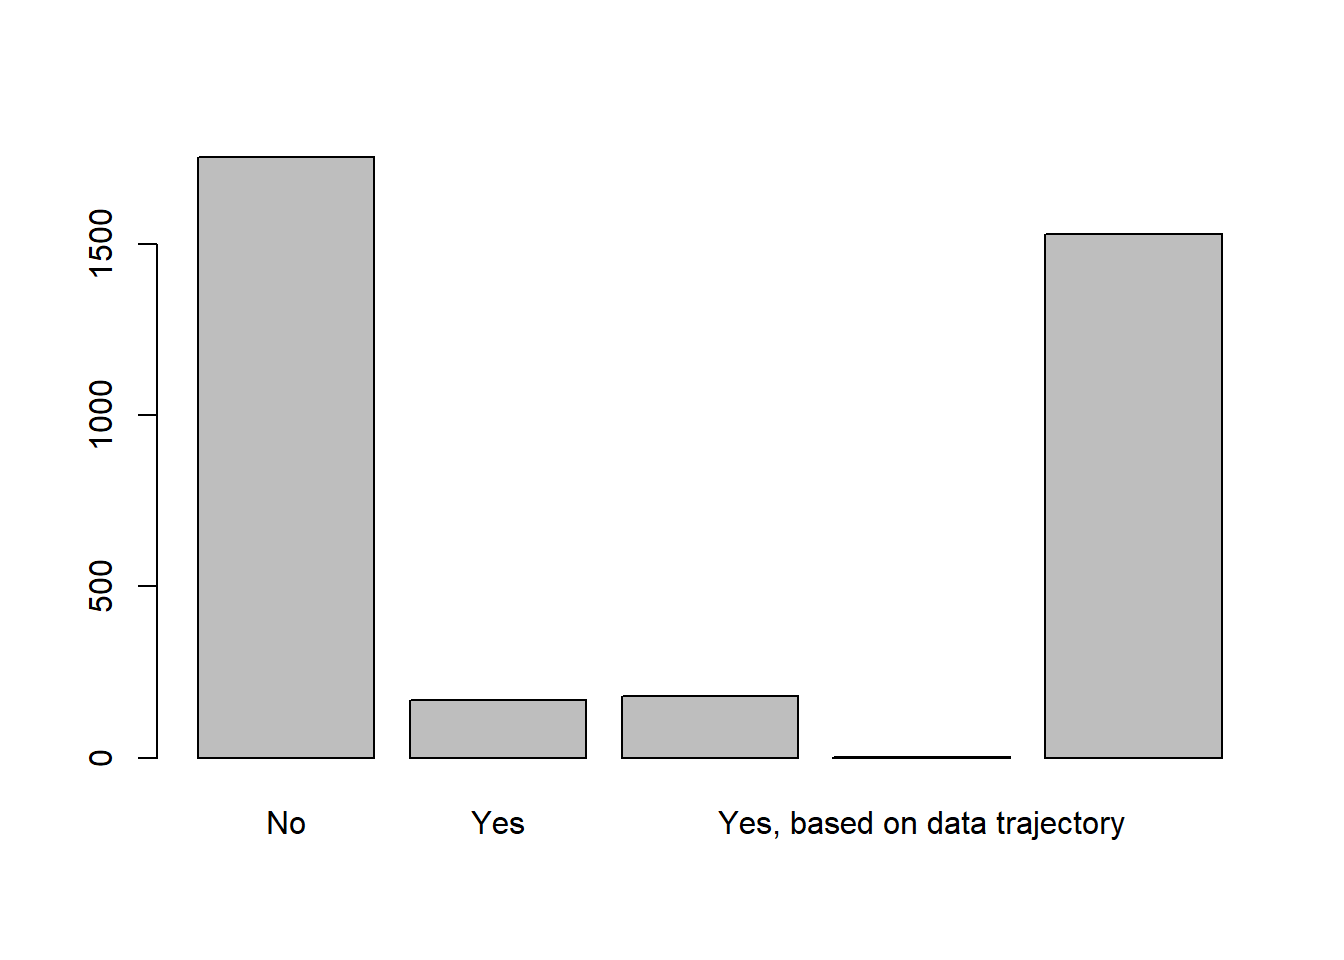 1500
1000
500
0
No
Yes
Yes, based on data trajectory